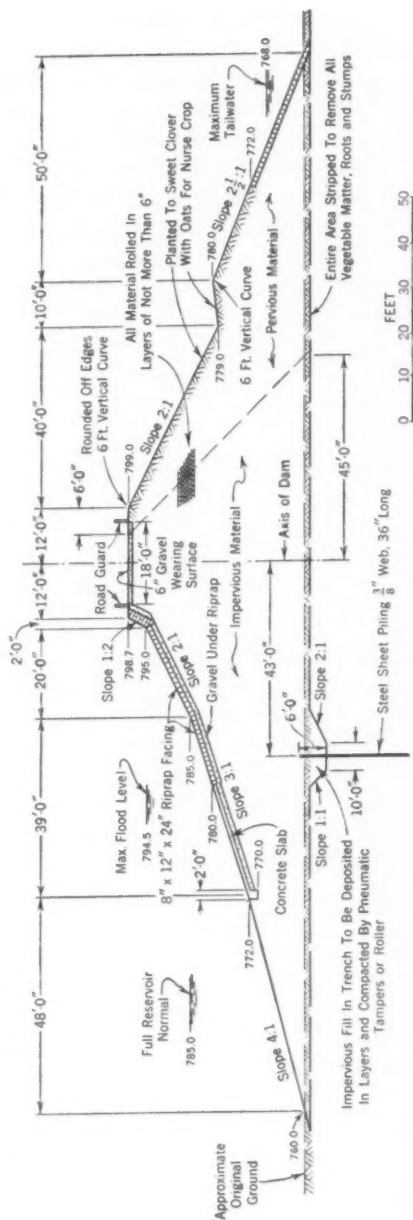 48'-0"
39'-0"
20'-0"
2'-0"
12'-0"
12'-0"
6'-0"
40'-0"
10'-0"
50'-0"
Rounded Off Edges
6 Ft. Vertical Curve
All Material Rolled In
Layers of Not More Than 6"
Planted To Sweet Clover
With Oats For Nurse Crop
Road Guard
Slope 1:2
798.7
795.0
18'-0"
6" Gravel
Wearing
Surface
799.0
Slope 2:1
779.0
780.0
6 Ft. Vertical Curve
Slope 2½:1
772.0
Maximum
Tailwater
768.0
Full Reservoir
Normal
785.0
Max. Flood Level
794.5
8" x 12" x 24" Riprap Facing
2'-0"
785.0
780.0
Slope 2:1
Gravel Under Riprap
Slope 3:1
770.0
772.0
Concrete Slab
Slope 4:1
760.0
Approximate
Original
Ground
Impervious Material
Pervious Material
Axis of Dam
43'-0"
45'-0"
6'-0"
Slope 1:1
Slope 2:1
10'-0"
Steel Sheet Piling 3/8" Web, 36" Long
Impervious Fill In Trench To Be Deposited
In Layers and Compacted By Pneumatic
Tampers or Roller
Entire Area Stripped To Remove All
Vegetable Matter, Roots and Stumps
0 10 20 30 40 50
FEET